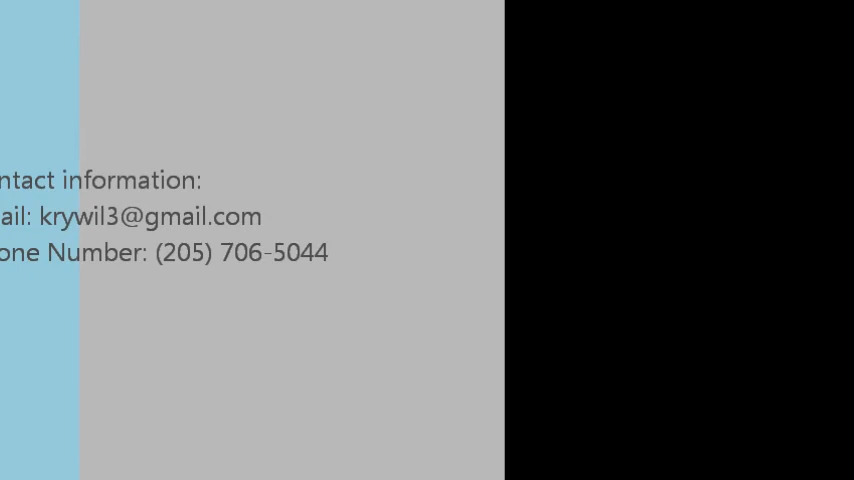 ntact information:
ail: krywil3@gmail.com
one Number: (205) 706-5044